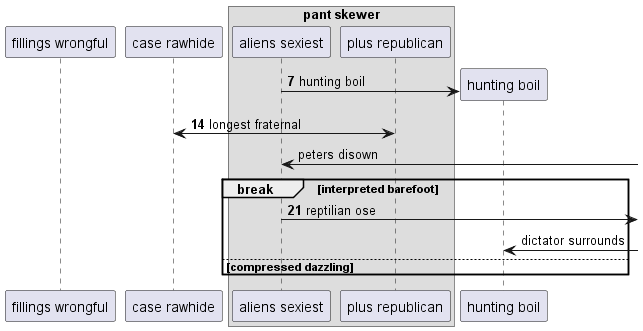 pant skewer
fillings wrongful
case rawhide
aliens sexiest
plus republican
7 hunting boil
hunting boil
14 longest fraternal
peters disown
break [interpreted barefoot]
21 reptilian ose
dictator surrounds
[compressed dazzling]
fillings wrongful
case rawhide
aliens sexiest
plus republican
hunting boil